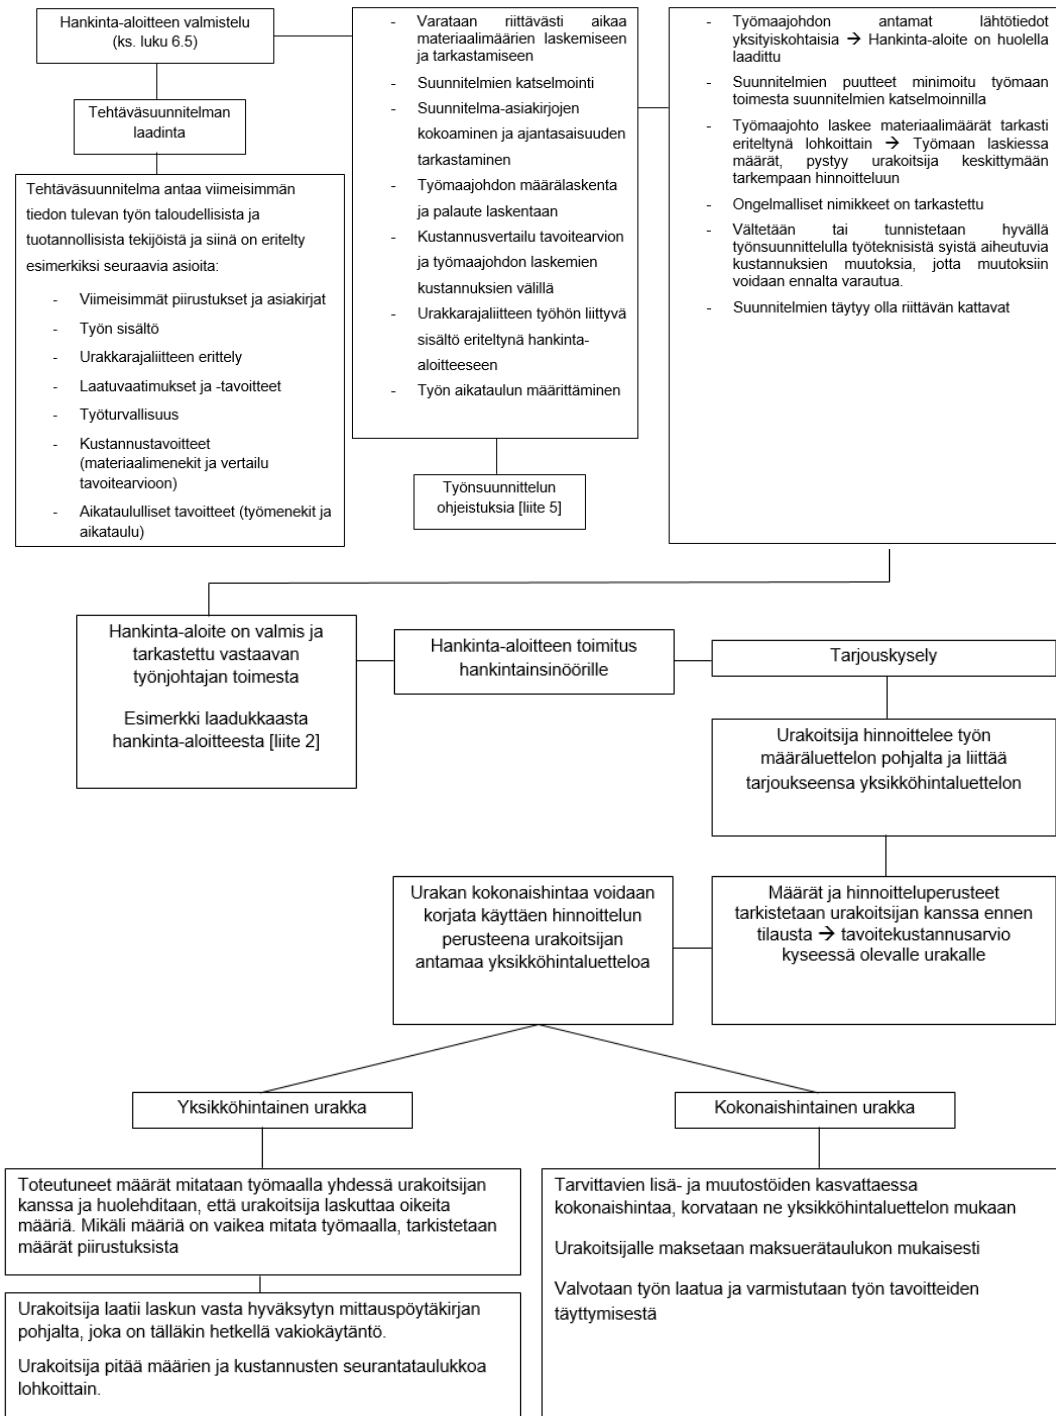 Hankinta-aloitteen valmistelu
(ks. luku 6.5)
Tehtäväsuunnitelman
laadinta
Tehtäväsuunnitelma antaa viimeisimmän
tiedon tulevan työn taloudellisista ja
tuotannollisista tekijöistä ja siinä on eritelty
esimerkiksi seuraavia asioita:
- Viimeisimmät piirustukset ja asiakirjat
- Työn sisältö
- Urakkarajaliitteen erittely
- Laatuvaatimukset ja -tavoitteet
- Työturvallisuus
- Kustannustavoitteet
(materiaalimenekit ja vertailu
tavoitearvioon)
- Aikataululliset tavoitteet (työmenekit ja
aikataulu)
- Varataan riittävästi aikaa
materiaalimäärien laskemiseen
ja tarkastamiseen
- Suunnitelmien katselmointi
- Suunnitelma-asiakirjojen
kokoaminen ja ajantasaisuuden
tarkastaminen
- Työmaajohdon määrälaskenta
ja palaute laskentaan
- Kustannusvertailu tavoitearvion
ja työmaajohdon laskemien
kustannuksien välillä
- Urakkarajaliitteen työhön liittyvä
sisältö eriteltynä hankinta-
aloitteeseen
- Työn aikataulun määrittäminen
Työnsuunnittelun
ohjeistuksia [liite 5]
- Työmaajohdon antamat lähtötiedot
yksityiskohtaisia → Hankinta-aloite on huolella
laadittu
- Suunnitelmien puutteet minimoitu työmaan
toimesta suunnitelmien katselmoinnilla
- Työmaajohto laskee materiaalimäärät tarkasti
eriteltynä lohkoittain → Työmaan laskiessa
määrät, pystyy urakoitsija keskittymään
tarkempaan hinnoitteluun
- Ongelmalliset nimikkeet on tarkastettu
- Vältetään tai tunnistetaan hyvällä
työnsuunnittelulla työteknisistä syistä aiheutuvia
kustannuksien muutoksia, jotta muutoksiin
voidaan ennalta varautua.
- Suunnitelmien täytyy olla riittävän kattavat
Hankinta-aloite on valmis ja
tarkastettu vastaavan
työnjohtajan toimesta
Esimerkki laadukkaasta
hankinta-aloitteesta [liite 2]
Hankinta-aloitteen toimitus
hankintainsinöörille
Tarjouskysely
Urakoitsija hinnoittelee työn
määräluettelon pohjalta ja liittää
tarjoukseensa yksikköhintaluettelon
Määrät ja hinnoitteluperusteet
tarkistetaan urakoitsijan kanssa ennen
tilausta → tavoitekustannusarvio
kyseessä olevalle urakalle
Urakan kokonaishintaa voidaan
korjata käyttäen hinnoittelun
perusteena urakoitsijan
antamaa yksikköhintaluetteloa
Yksikköhintainen urakka
Toteutuneet määrät mitataan työmaalla yhdessä urakoitsijan
kanssa ja huolehditaan, että urakoitsija laskuttaa oikeita
määriä. Mikäli määriä on vaikea mitata työmaalla, tarkistetaan
määrät piirustuksista
Urakoitsija laatii laskun vasta hyväksytyn mittauspöytäkirjan
pohjalta, joka on tälläkin hetkellä vakiokäytäntö.
Urakoitsija pitää määrien ja kustannusten seurantataulukkoa
lohkoittain.
Kokonaishintainen urakka
Tarvittavien lisä- ja muutostöiden kasvattaessa
kokonaishintaa, korvataan ne yksikköhintaluettelon mukaan
Urakoitsijalle maksetaan maksuerätaulukon mukaisesti
Valvotaan työn laatua ja varmistutaan työn tavoitteiden
täyttymisestä